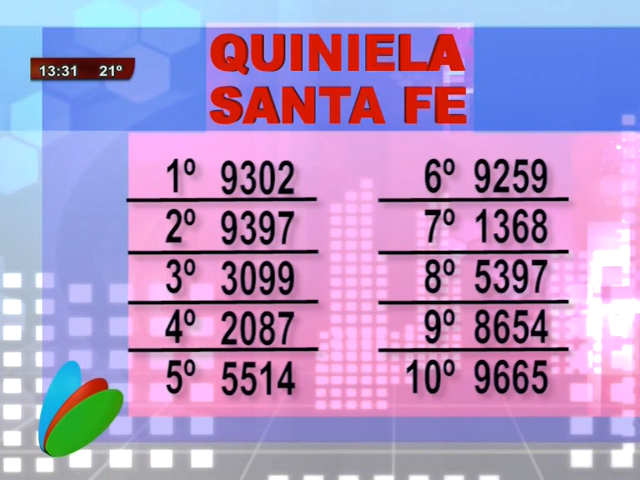 13:31 21º
QUINIELA
SANTA FE
1º 9302
2º 9397
3º 3099
4º 2087
5º 5514
6º 9259
7º 1368
8º 5397
9º 8654
10º 9665